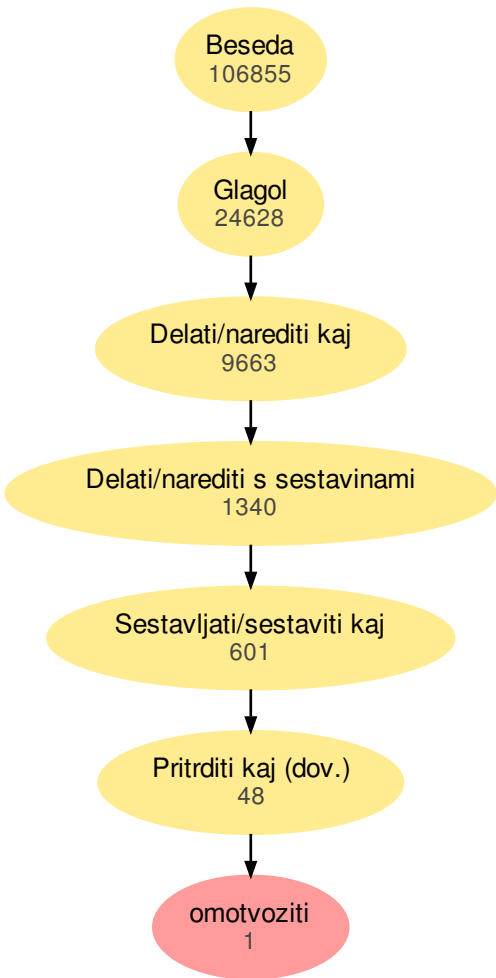 Beseda
106855
Glagol
24628
Delati/narediti kaj
9663
Delati/narediti s sestavinami
1340
Sestavljati/sestaviti kaj
601
Pritrditi kaj (dov.)
48
omotvoziti
1